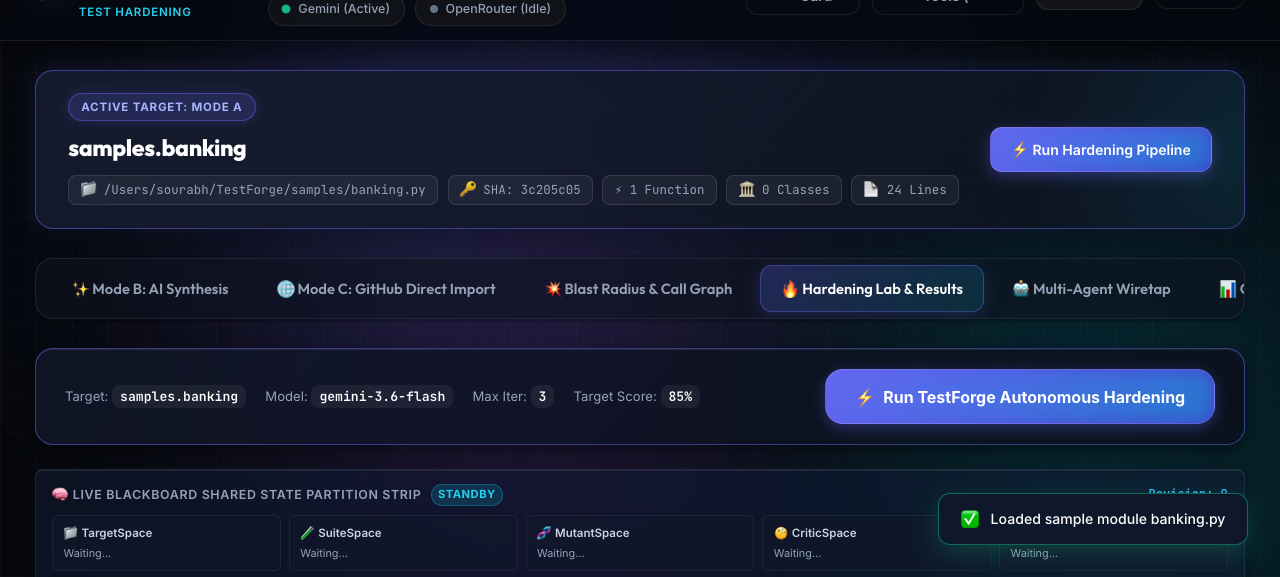 TEST HARDENING
Gemini (Active)
OpenRouter (Idle)
ACTIVE TARGET: MODE A
samples.banking
/Users/sourabh/TestForge/samples/banking.py
SHA: 3c205c05
⚡ 1 Function
0 Classes
24 Lines
⚡ Run Hardening Pipeline
✨ Mode B: AI Synthesis
🌐 Mode C: GitHub Direct Import
💥 Blast Radius & Call Graph
🔥 Hardening Lab & Results
🤖 Multi-Agent Wiretap
Target: samples.banking
Model: gemini-3.6-flash
Max Iter: 3
Target Score: 85%
⚡ Run TestForge Autonomous Hardening
🧠 LIVE BLACKBOARD SHARED STATE PARTITION STRIP
STANDBY
TargetSpace
Waiting...
SuiteSpace
Waiting...
MutantSpace
Waiting...
CriticSpace
Waiting...
Waiting...
✅ Loaded sample module banking.py